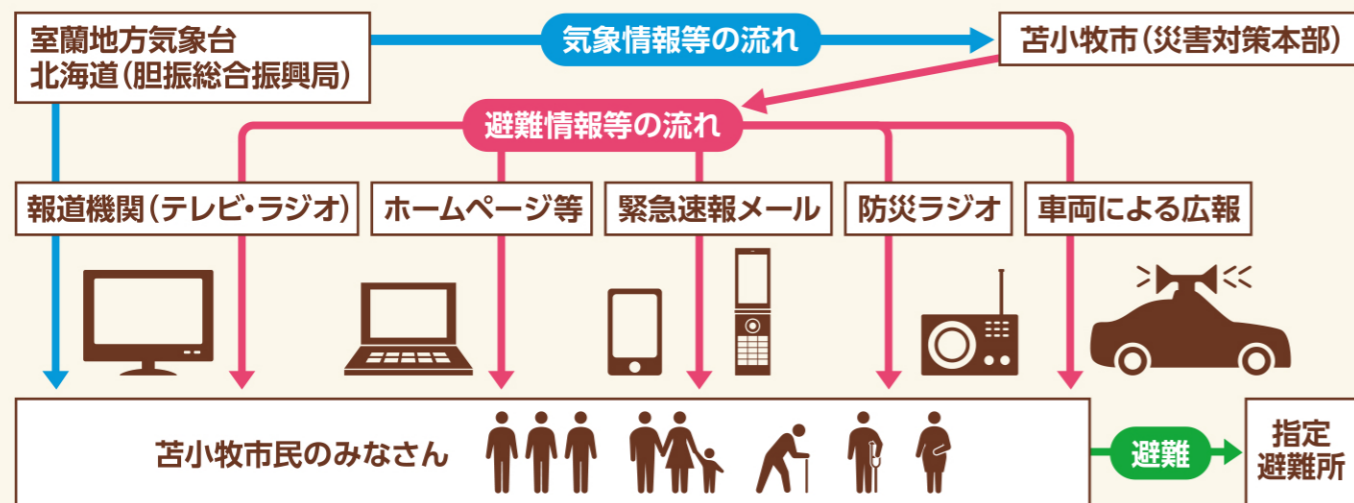 室蘭地方気象台
北海道(胆振総合振興局)
気象情報等の流れ
苫小牧市(災害対策本部)
避難情報等の流れ
報道機関(テレビ・ラジオ)
ホームページ等
緊急速報メール
防災ラジオ
車両による広報
苫小牧市民のみなさん
避難
指定
避難所